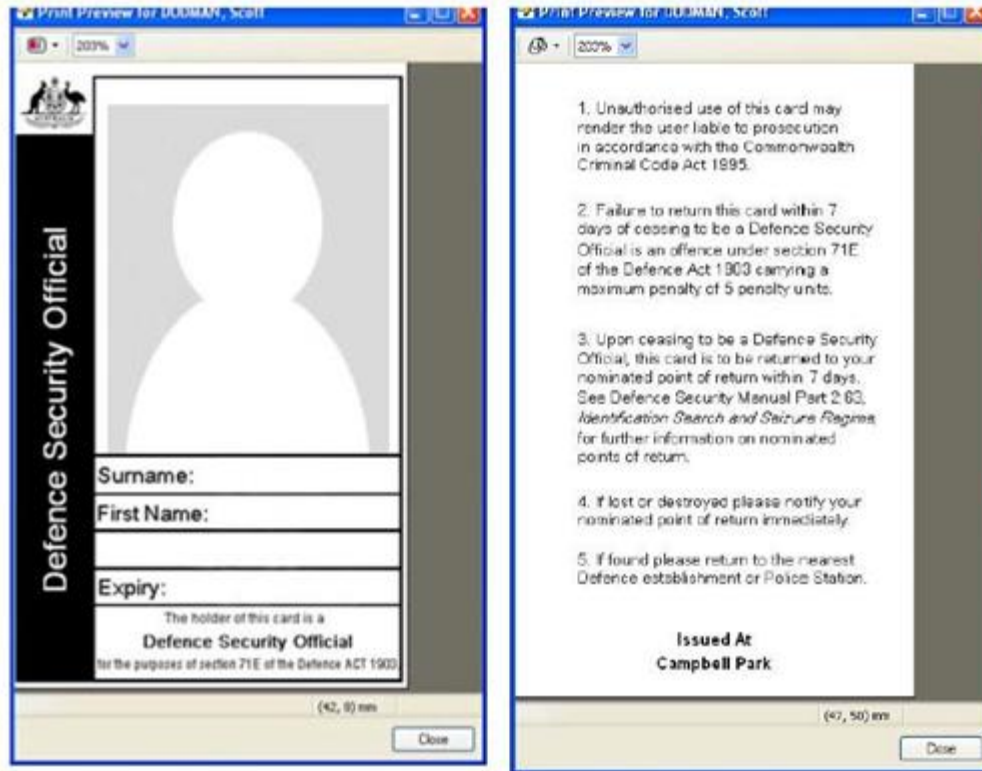 Print Preview for DODMAN, Scott
203%
AUSTRALIA
Defence Security Official
Surname:
First Name:
Expiry:
The holder of this card is a
Defence Security Official
for the purposes of section 71E of the Defence ACT 1903
(42, 8) mm
Close
Print Preview for DODMAN, Scott
203%
1. Unauthorised use of this card may
render the user liable to prosecution
in accordance with the Commonwealth
Criminal Code Act 1995.
2. Failure to return this card within 7
days of ceasing to be a Defence Security
Official is an offence under section 71E
of the Defence Act 1903 carrying a
maximum penalty of 5 penalty units.
3. Upon ceasing to be a Defence Security
Official, this card is to be returned to your
nominated point of return within 7 days.
See Defence Security Manual Part 2:63,
Identification Search and Seizure Regime,
for further information on nominated
points of return.
4. If lost or destroyed please notify your
nominated point of return immediately.
5. If found please return to the nearest
Defence establishment or Police Station.
Issued At
Campbell Park
(47, 50) mm
Close